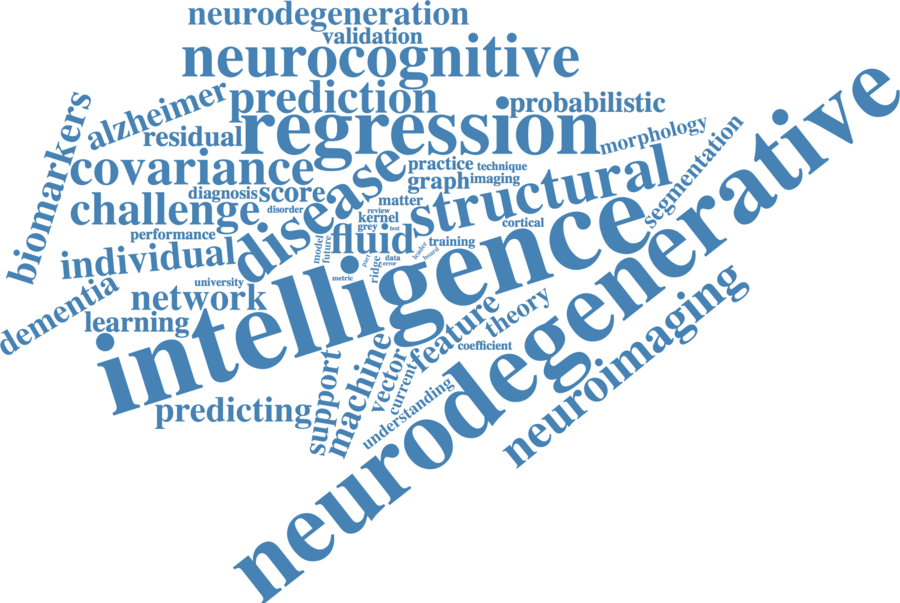 neurodegeneration
validation
neurocognitive
prediction
alzheimer
probabilistic
biomarkers
residual
regression
morphology
segmentation
covariance
practice
technique
disease
graph
imaging
structural
neurodegenerative
challenge
diagnosis
score
disorder
matter
review
kernel
grey
test
cortical
performance
individual
model
future
fluid
training
leader
board
port
ridge
data
error
metric
university
intelligence
dementia
network
learning
feature
theory
coefficient
neuroimaging
predicting
support
machine
vector
current
understanding